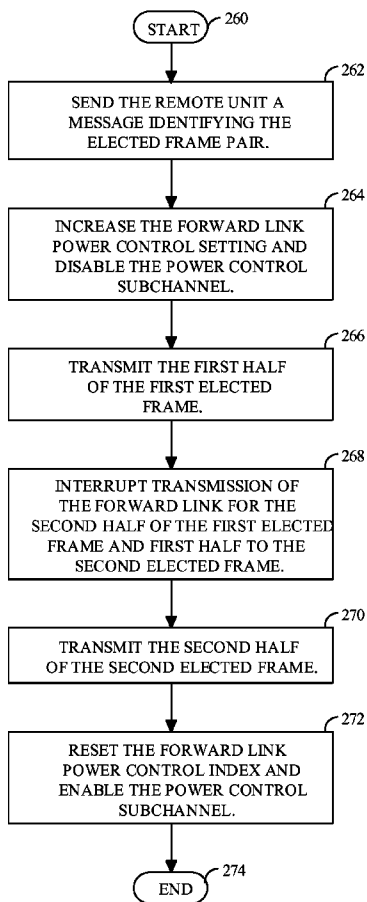 START
260
262
SEND THE REMOTE UNIT A
MESSAGE IDENTIFYING THE
ELECTED FRAME PAIR.
264
INCREASE THE FORWARD LINK
POWER CONTROL SETTING AND
DISABLE THE POWER CONTROL
SUBCHANNEL.
266
TRANSMIT THE FIRST HALF
OF THE FIRST ELECTED
FRAME.
268
INTERRUPT TRANSMISSION OF
THE FORWARD LINK FOR THE
SECOND HALF OF THE FIRST ELECTED
FRAME AND FIRST HALF TO THE
SECOND ELECTED FRAME.
270
TRANSMIT THE SECOND HALF
OF THE SECOND ELECTED FRAME.
272
RESET THE FORWARD LINK
POWER CONTROL INDEX AND
ENABLE THE POWER CONTROL
SUBCHANNEL.
274
END